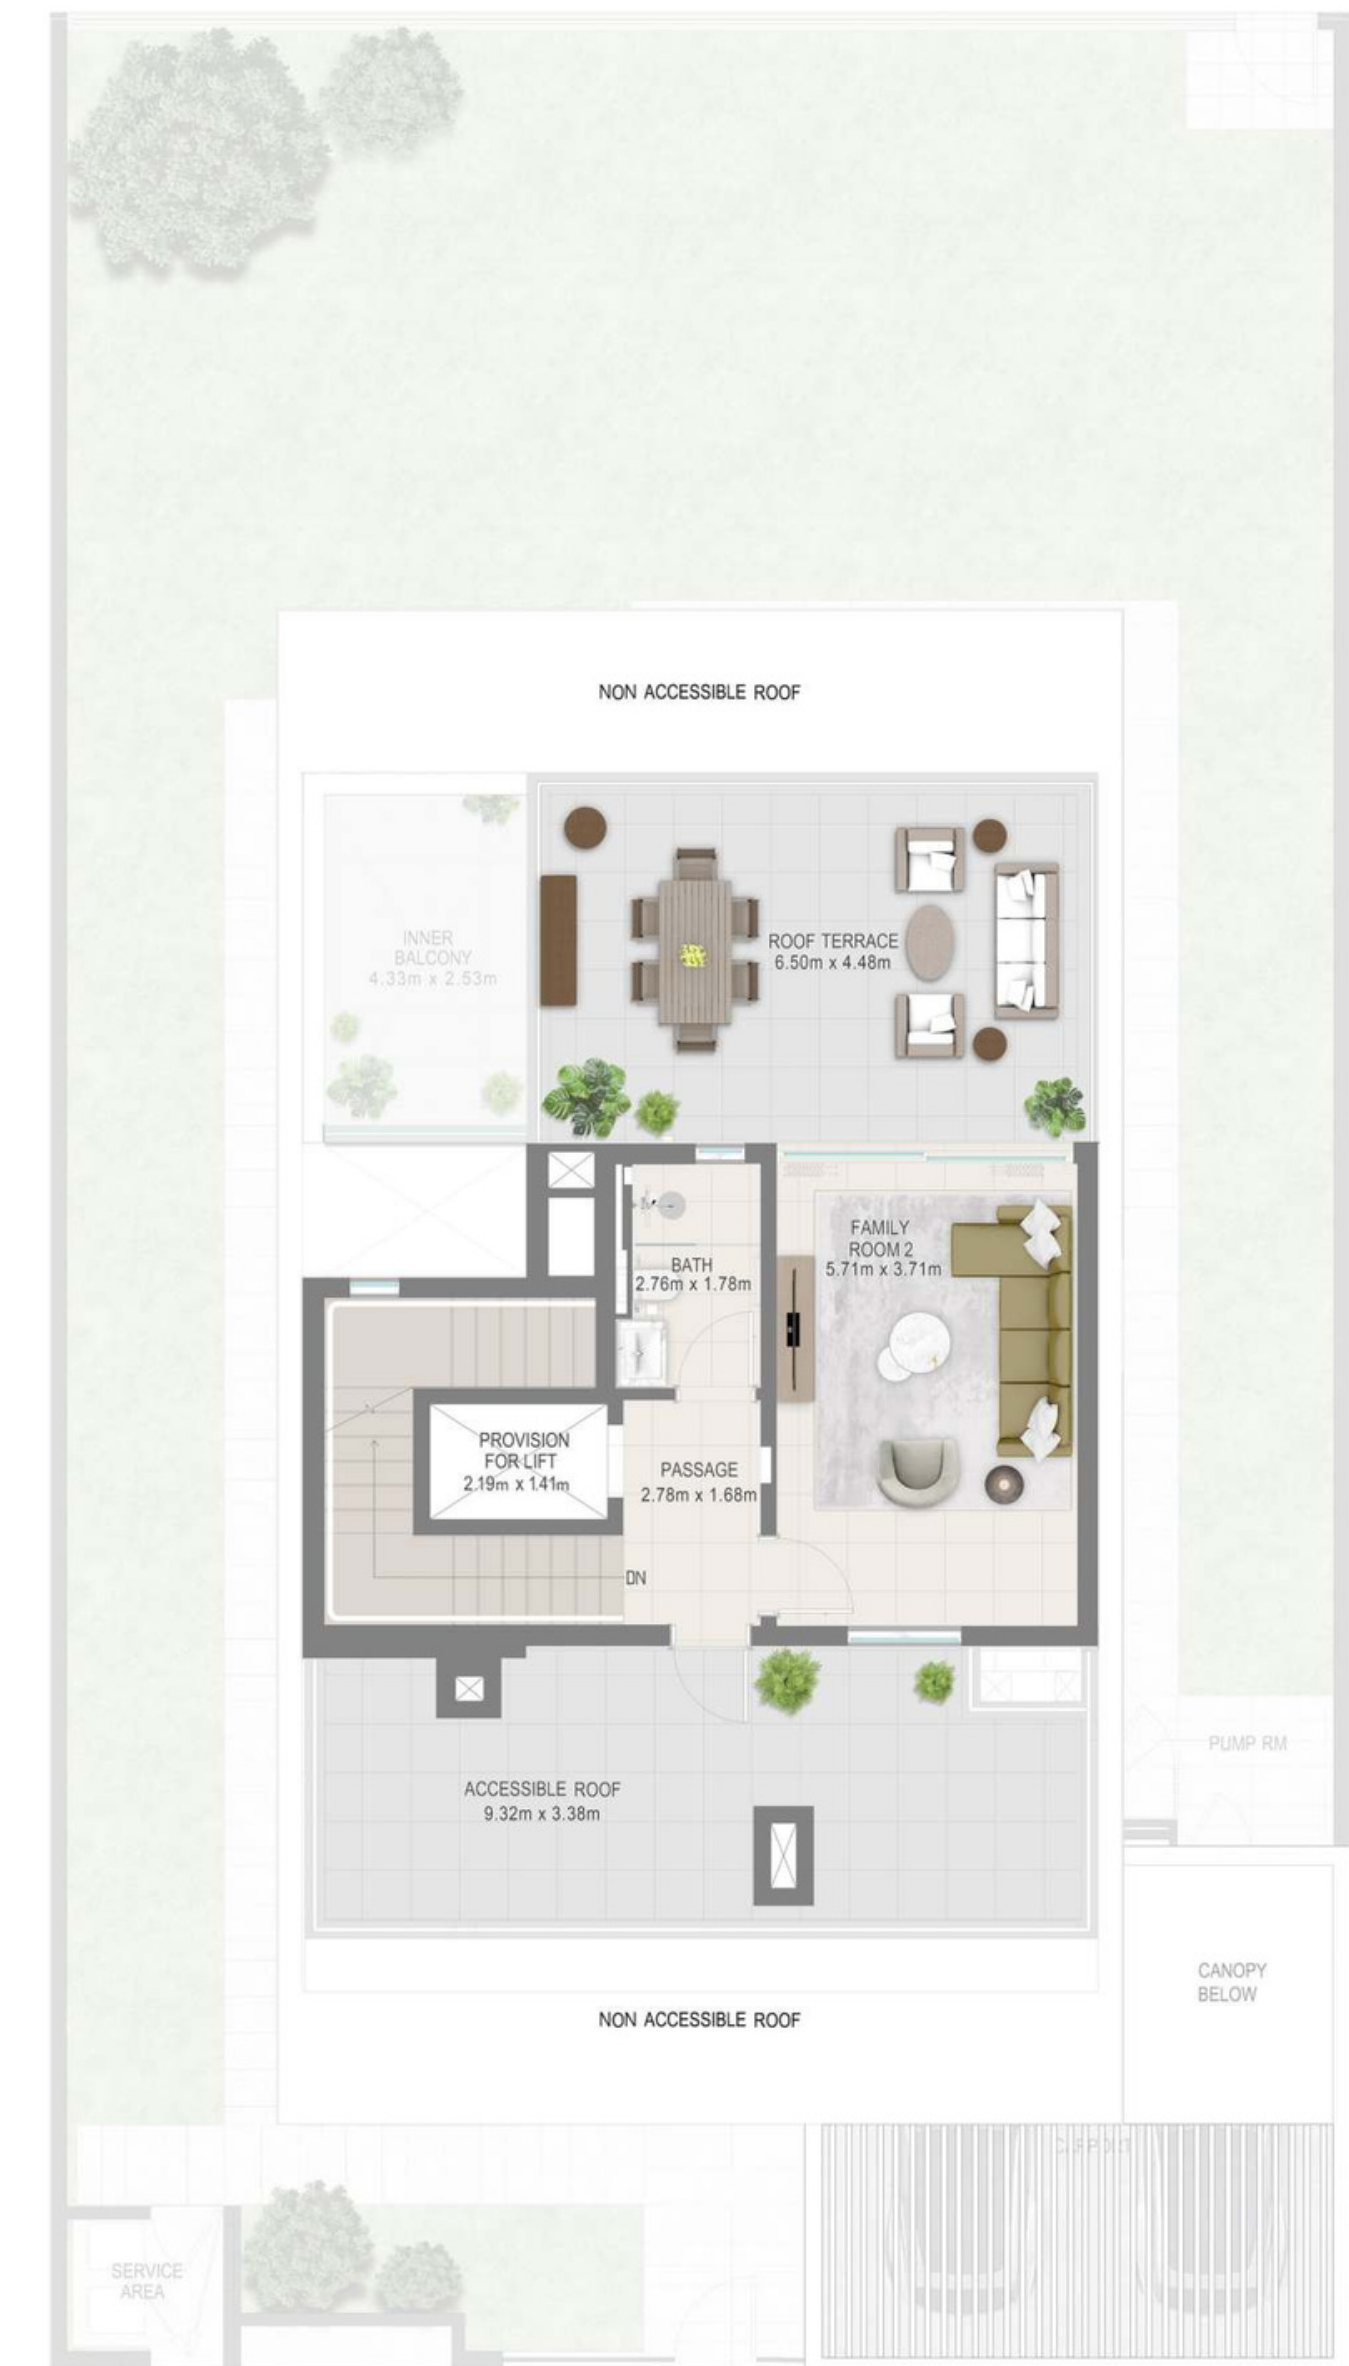 NON ACCESSIBLE ROOF
INNER
BALCONY
4.33m x 2.53m
ROOF TERRACE
6.50m x 4.48m
FAMILY
ROOM 2
5.71m x 3.71m
BATH
2.76m x 1.78m
PROVISION
FOR LIFT
2.19m x 1.41m
PASSAGE
2.78m x 1.68m
DN
PUMP RM
ACCESSIBLE ROOF
9.32m x 3.38m
CANOPY
BELOW
NON ACCESSIBLE ROOF
CARPORT
SERVICE
AREA